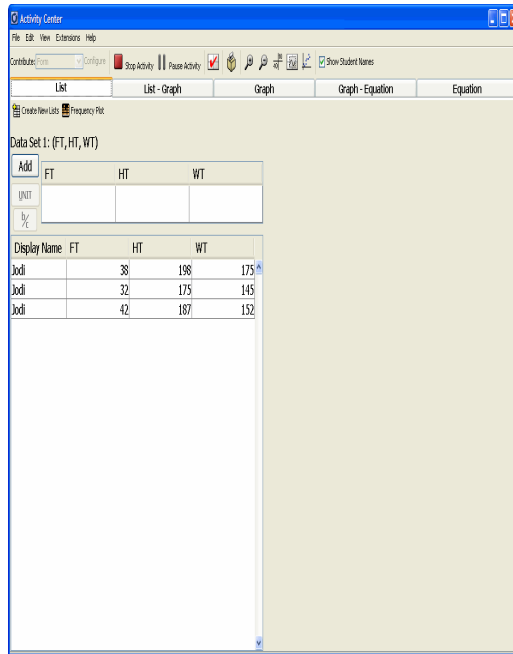 Activity Center
File Edit View Extensions Help
Contribute: Form Configure Stop Activity Pause Activity Show Student Names
List List - Graph Graph Graph - Equation Equation
Create New Lists Frequency Plot
Data Set 1: (FT, HT, WT)
Add FT HT WT
UNIT
b/c
Display Name FT HT WT
Jodi 38 198 175
Jodi 32 175 145
Jodi 42 187 152